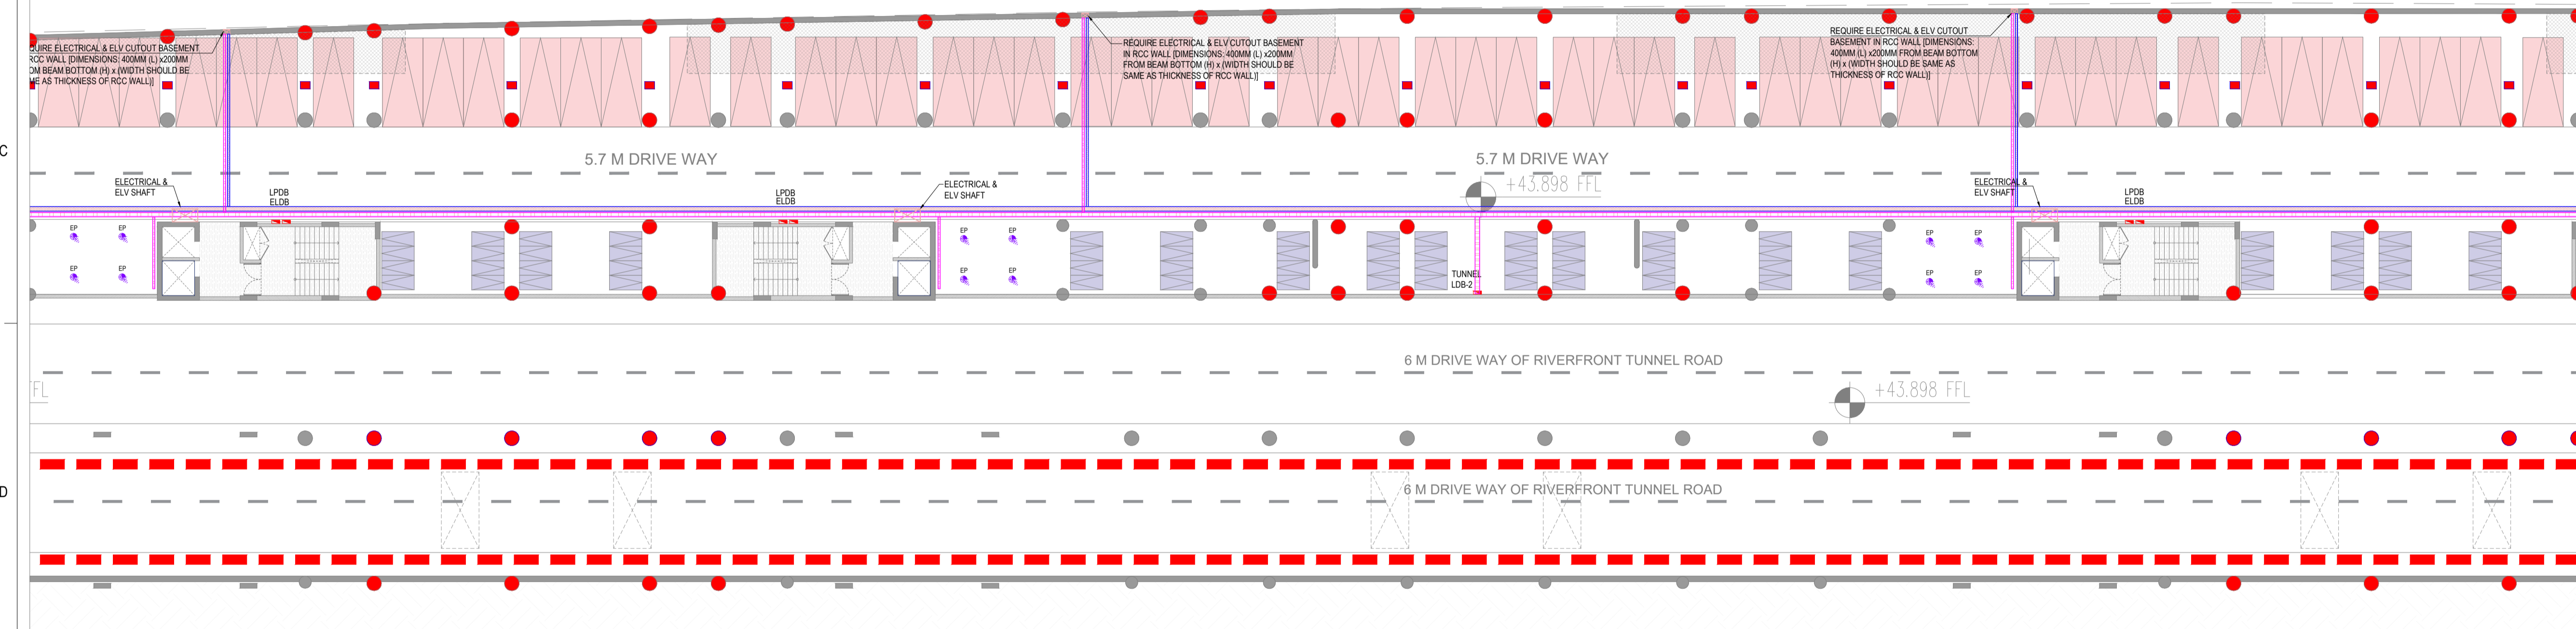 QUIRE ELECTRICAL & ELV CUTOUT BASEMENT
RCC WALL [DIMENSIONS: 400MM (L) x200MM
OM BEAM BOTTOM (H) x (WIDTH SHOULD BE
ME AS THICKNESS OF RCC WALL)]
REQUIRE ELECTRICAL & ELV CUTOUT BASEMENT
IN RCC WALL [DIMENSIONS: 400MM (L) x200MM
FROM BEAM BOTTOM (H) x (WIDTH SHOULD BE
SAME AS THICKNESS OF RCC WALL)]
REQUIRE ELECTRICAL & ELV CUTOUT
BASEMENT IN RCC WALL [DIMENSIONS:
400MM (L) x200MM FROM BEAM BOTTOM
(H) x (WIDTH SHOULD BE SAME AS
THICKNESS OF RCC WALL)]
C
5.7 M DRIVE WAY
5.7 M DRIVE WAY
+43.898 FFL
ELECTRICAL &
ELV SHAFT
LPDB
ELDB
LPDB
ELDB
ELECTRICAL &
ELV SHAFT
ELECTRICAL &
ELV SHAFT
LPDB
ELDB
EP
EP
EP
EP
EP
EP
EP
EP
EP
EP
EP
EP
TUNNEL
LDB-2
6 M DRIVE WAY OF RIVERFRONT TUNNEL ROAD
+43.898 FFL
FFL
D
6 M DRIVE WAY OF RIVERFRONT TUNNEL ROAD